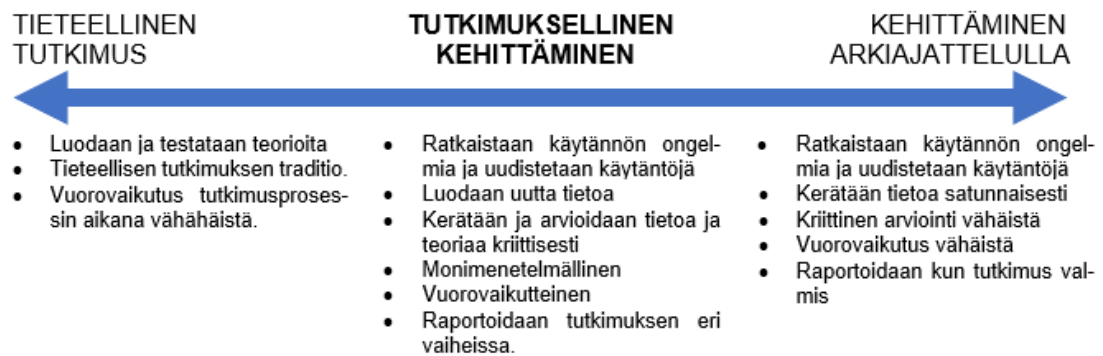 TIETEELLINEN
TUTKIMUS
TUTKIMUKSELLINEN
KEHITTÄMINEN
KEHITTÄMINEN
ARKIAJATTELULLA
• Luodaan ja testataan teorioita
• Tieteellisen tutkimuksen traditio.
• Vuorovaikutus tutkimusproses-
sin aikana vähähäistä.
• Ratkaistaan käytännön ongel-
mia ja uudistetaan käytäntöjä
• Luodaan uutta tietoa
• Kerätään ja arvioidaan tietoa ja
teoriaa kriittisesti
• Monimenetelmällinen
• Vuorovaikutteinen
• Raportoidaan tutkimuksen eri
vaiheissa.
• Ratkaistaan käytännön ongel-
mia ja uudistetaan käytäntöjä
• Kerätään tietoa satunnaisesti
• Kriittinen arviointi vähäistä
• Vuorovaikutus vähäistä
• Raportoidaan kun tutkimus val-
mis